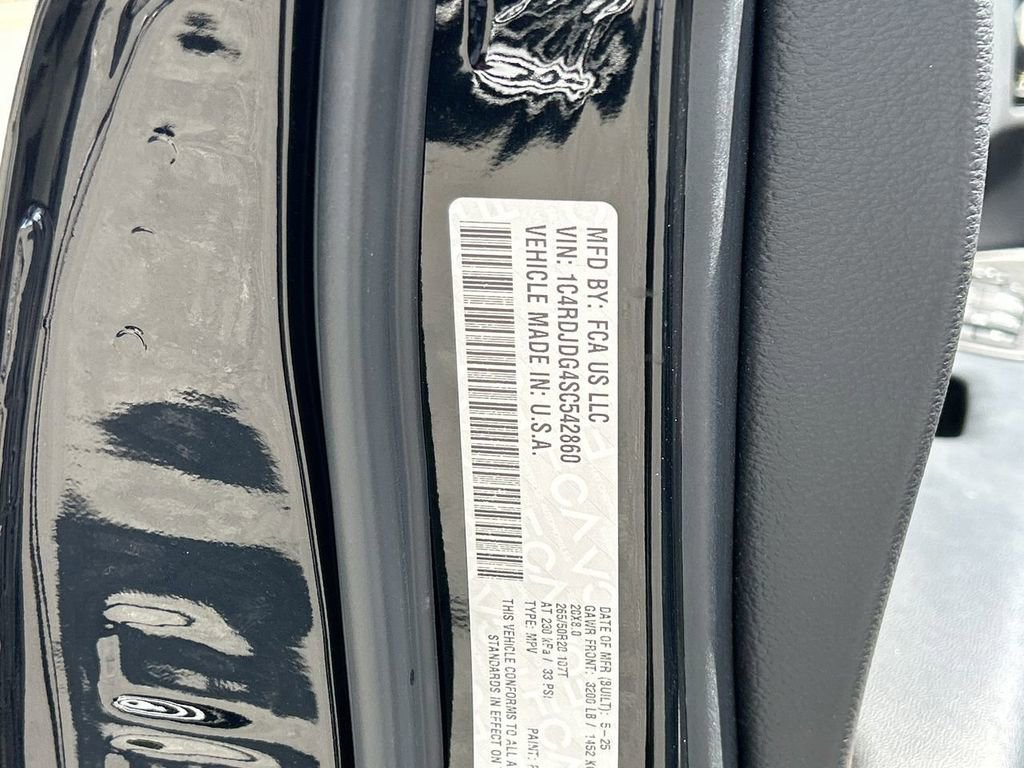 MFD BY: FCA US LLC
VIN: 1C4RDJDG4SC542860
VEHICLE MADE IN: U.S.A.
DATE OF MFR (BUILT): 5-25
GAWR FRONT: 3200 LB / 1452 KG
20X8.0
265/50R20 107T
AT 230 kPa / 33 PSI
TYPE: MPV PAINT:
THIS VEHICLE CONFORMS TO ALL A
STANDARDS IN EFFECT ON